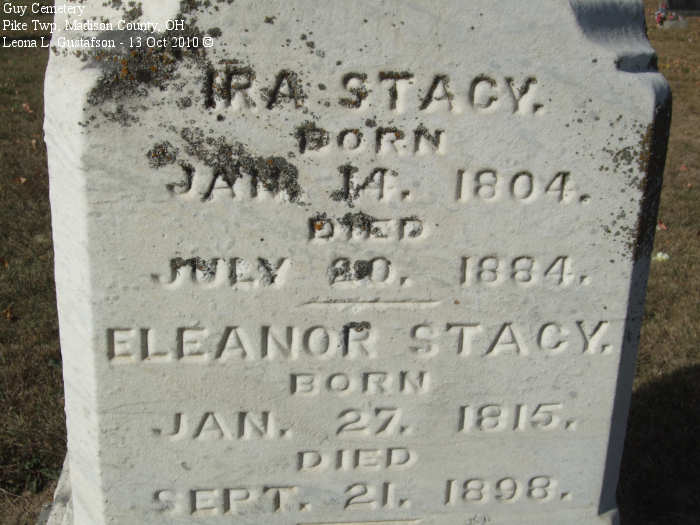 Guy Cemetery
Pike Twp, Madison County, OH
Leona L. Gustafson - 13 Oct 2010 ©
IRA STACY.
BORN
JAN. 14. 1804.
DIED
JULY 20. 1884.
ELEANOR STACY.
BORN
JAN. 27. 1815.
DIED
SEPT. 21. 1898.